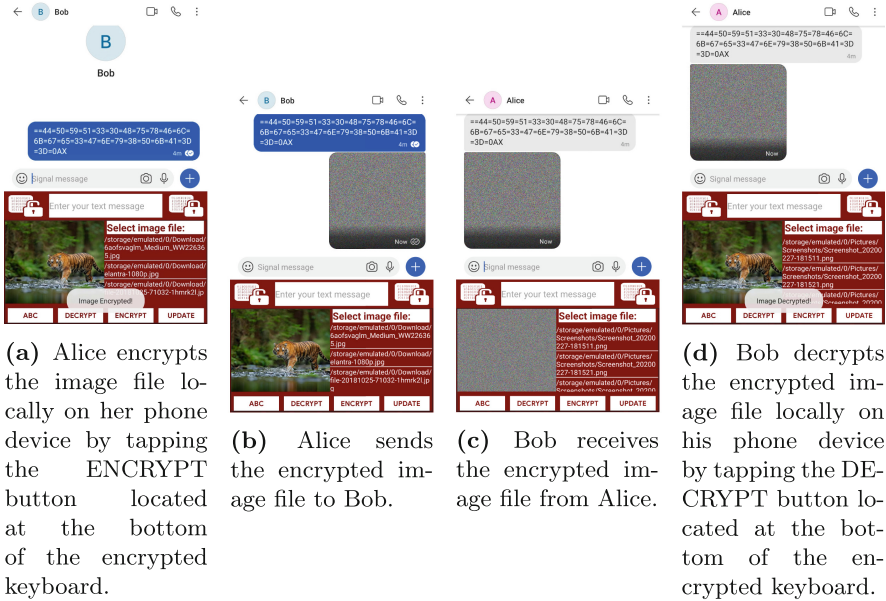 Bob
B
Bob
==44=50=59=51=33=30=48=75=78=46=6C=
6B=67=65=33=47=6E=79=38=50=6B=41=3D
=3D=0AX
4m
Signal message
Enter your text message
Select image file:
/storage/emulated/0/Download/
6aofsvaglm_Medium_WW22636
5.jpg
/storage/emulated/0/Download/
elantra-1080p.jpg
/storage/emulated/0/Download/
25-71032-1hmrk2l.jp
Image Encrypted!
ABC
DECRYPT
ENCRYPT
UPDATE
(a) Alice encrypts
the image file lo-
cally on her phone
device by tapping
the ENCRYPT
button located
at the bottom
of the encrypted
keyboard.
B
Bob
==44=50=59=51=33=30=48=75=78=46=6C=
6B=67=65=33=47=6E=79=38=50=6B=41=3D
=3D=0AX
4m
Now
Signal message
Enter your text message
Select image file:
/storage/emulated/0/Download/
6aofsvaglm_Medium_WW22636
5.jpg
/storage/emulated/0/Download/
elantra-1080p.jpg
/storage/emulated/0/Download/
file-20181025-71032-1hmrk2l.jp
g
ABC
DECRYPT
ENCRYPT
UPDATE
(b) Alice sends
the encrypted im-
age file to Bob.
A
Alice
==44=50=59=51=33=30=48=75=78=46=6C=
6B=67=65=33=47=6E=79=38=50=6B=41=3D
=3D=0AX
4m
Now
Signal message
Enter your text message
Select image file:
/storage/emulated/0/Pictures/
Screenshots/Screenshot_20200
227-181511.png
/storage/emulated/0/Pictures/
Screenshots/Screenshot_20200
227-181521.png
/storage/emulated/0/Pictures/
Screenshots/Screenshot_20200
ABC
DECRYPT
ENCRYPT
UPDATE
(c) Bob receives
the encrypted im-
age file from Alice.
A
Alice
==44=50=59=51=33=30=48=75=78=46=6C=
6B=67=65=33=47=6E=79=38=50=6B=41=3D
=3D=0AX
4m
Now
Signal message
Enter your text message
Select image file:
/storage/emulated/0/Pictures/
Screenshots/Screenshot_20200
227-181511.png
/storage/emulated/0/Pictures/
Screenshots/Screenshot_20200
227-181521.png
/storage/emulated/0/Pictures/
Image Decrypted!
ABC
DECRYPT
ENCRYPT
UPDATE
(d) Bob decrypts
the encrypted im-
age file locally on
his phone device
by tapping the DE-
CRYPT button lo-
cated at the bot-
tom of the en-
crypted keyboard.